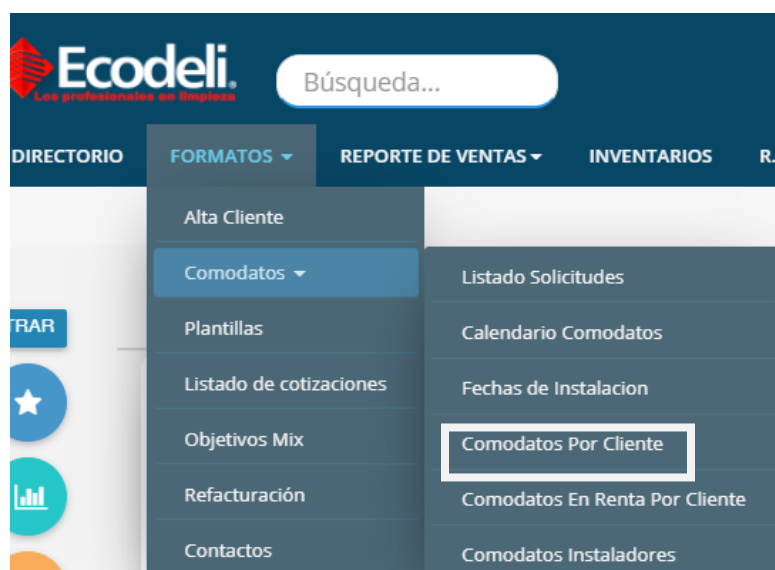 Ecodeli.
Los profesionales en limpieza
Búsqueda...
DIRECTORIO FORMATOS REPORTE DE VENTAS INVENTARIOS R.
Alta Cliente
Comodatos
Plantillas
Listado de cotizaciones
Objetivos Mix
Refacturación
Contactos
Listado Solicitudes
Calendario Comodatos
Fechas de Instalacion
Comodatos Por Cliente
Comodatos En Renta Por Cliente
Comodatos Instaladores
TRAR